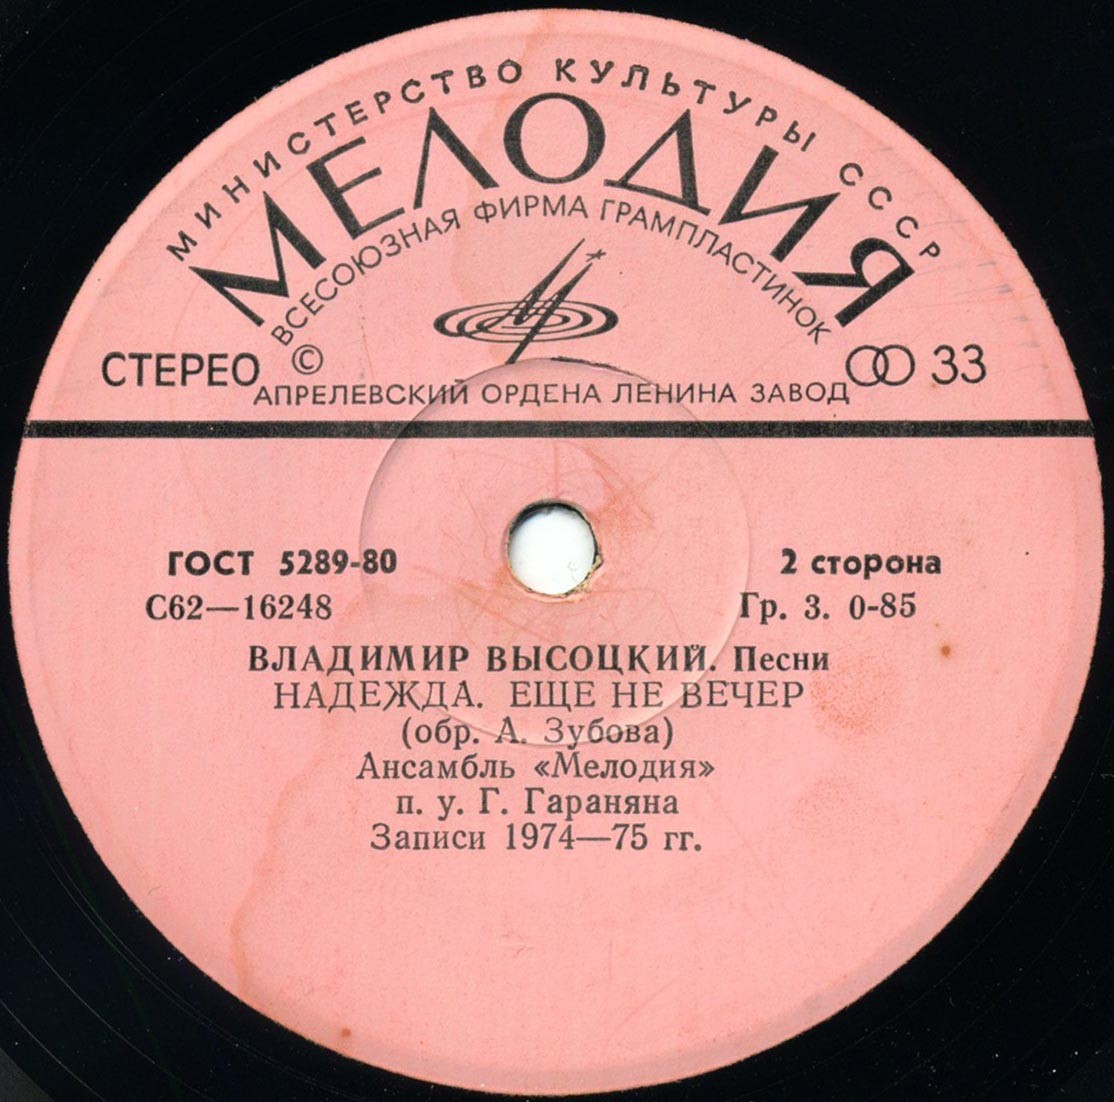 МИНИСТЕРСТВО КУЛЬТУРЫ СССР
МЕЛОДИЯ
ВСЕСОЮЗНАЯ ФИРМА ГРАМПЛАСТИНОК
СТЕРЕО © 33
АПРЕЛЕВСКИЙ ОРДЕНА ЛЕНИНА ЗАВОД
ГОСТ 5289-80 2 сторона
С62—16248 Гр. 3. 0-85
ВЛАДИМИР ВЫСОЦКИЙ. Песни
НАДЕЖДА. ЕЩЕ НЕ ВЕЧЕР
(обр. А. Зубова)
Ансамбль «Мелодия»
п. у. Г. Гараняна
Записи 1974—75 гг.